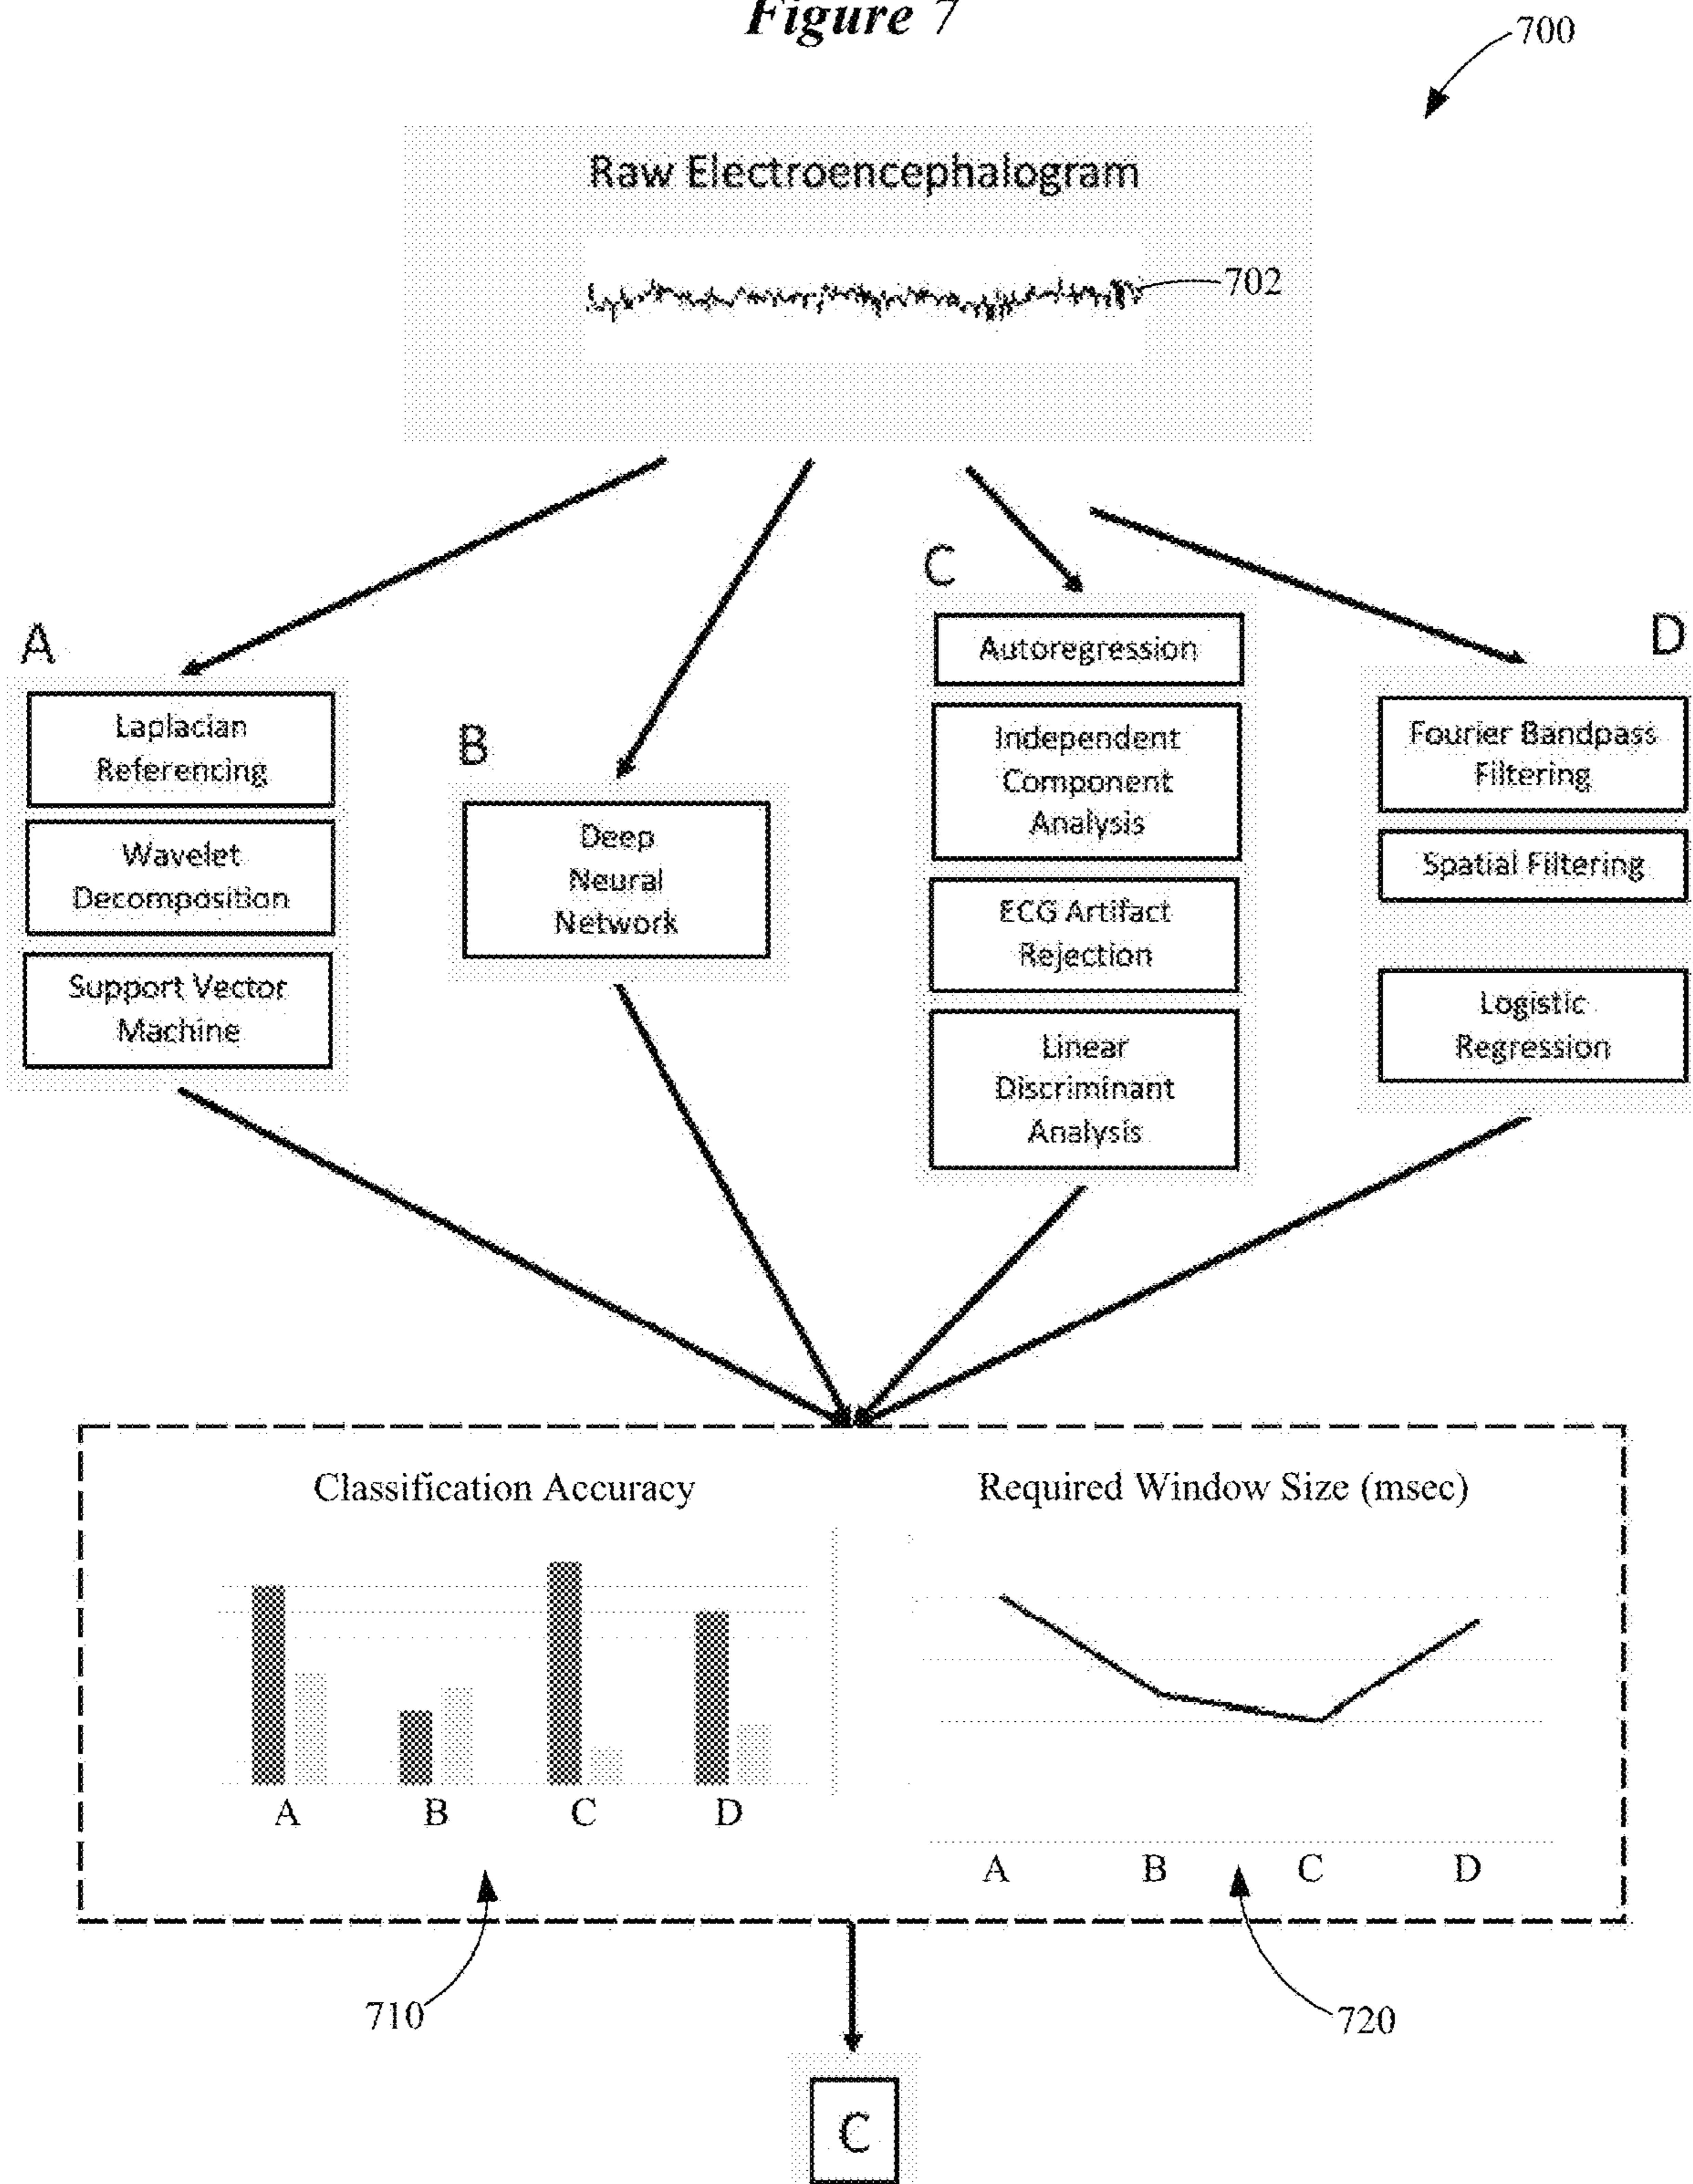 Figure 7
700
Raw Electroencephalogram
702
A
Laplacian
Referencing
Wavelet
Decomposition
Support Vector
Machine
B
Deep
Neural
Network
C
Autoregression
Independent
Component
Analysis
ECG Artifact
Rejection
Linear
Discriminant
Analysis
D
Fourier Bandpass
Filtering
Spatial Filtering
Logistic
Regression
Classification Accuracy
A B C D
710
Required Window Size (msec)
A B C D
720
C